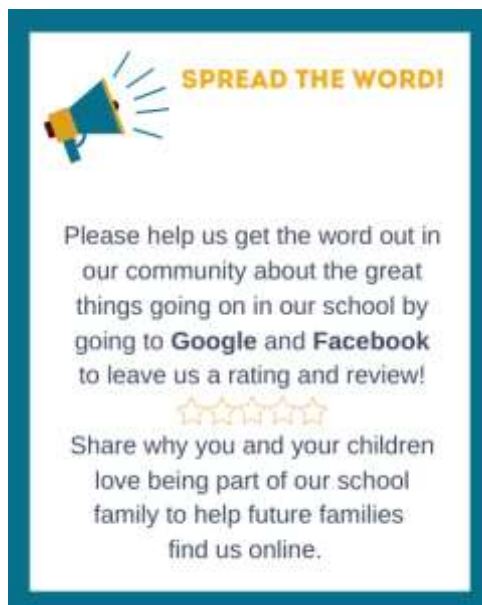 SPREAD THE WORD!
Please help us get the word out in
our community about the great
things going on in our school by
going to Google and Facebook
to leave us a rating and review!
Share why you and your children
love being part of our school
family to help future families
find us online.